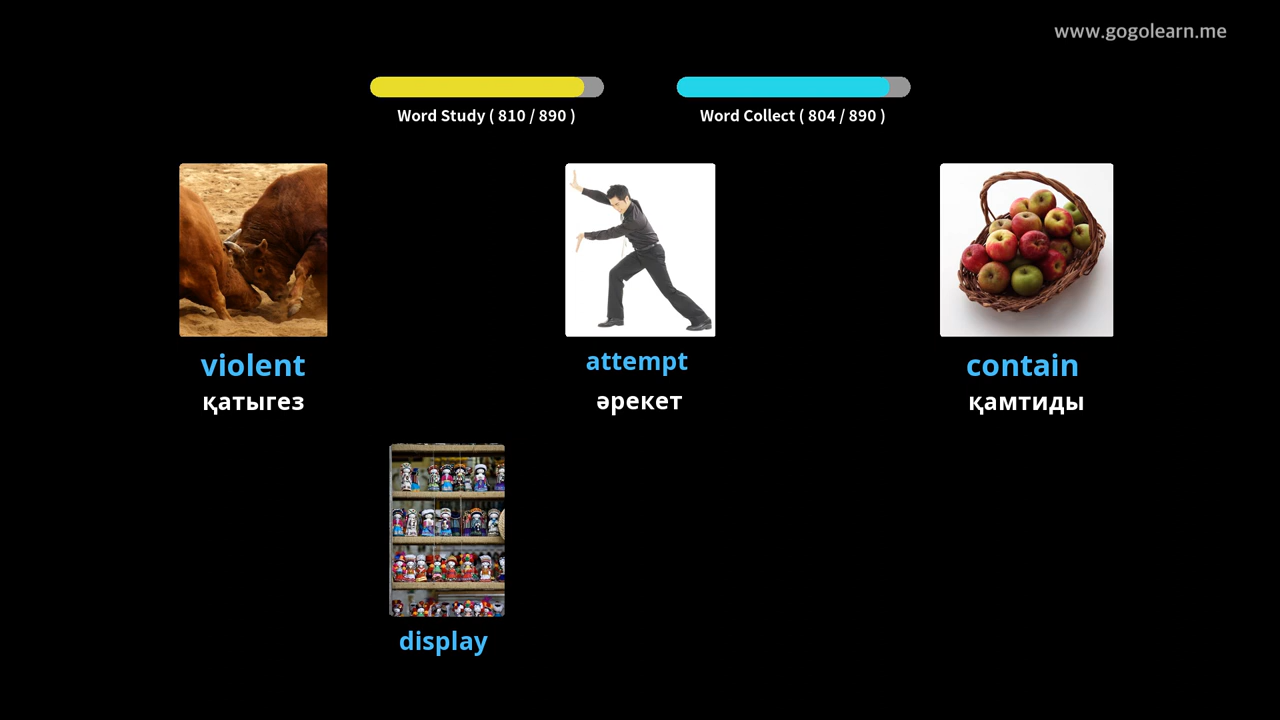 www.gogolearn.me
Word Study ( 810 / 890 )
Word Collect ( 804 / 890 )
violent
қатыгез
attempt
әрекет
contain
қамтиды
display